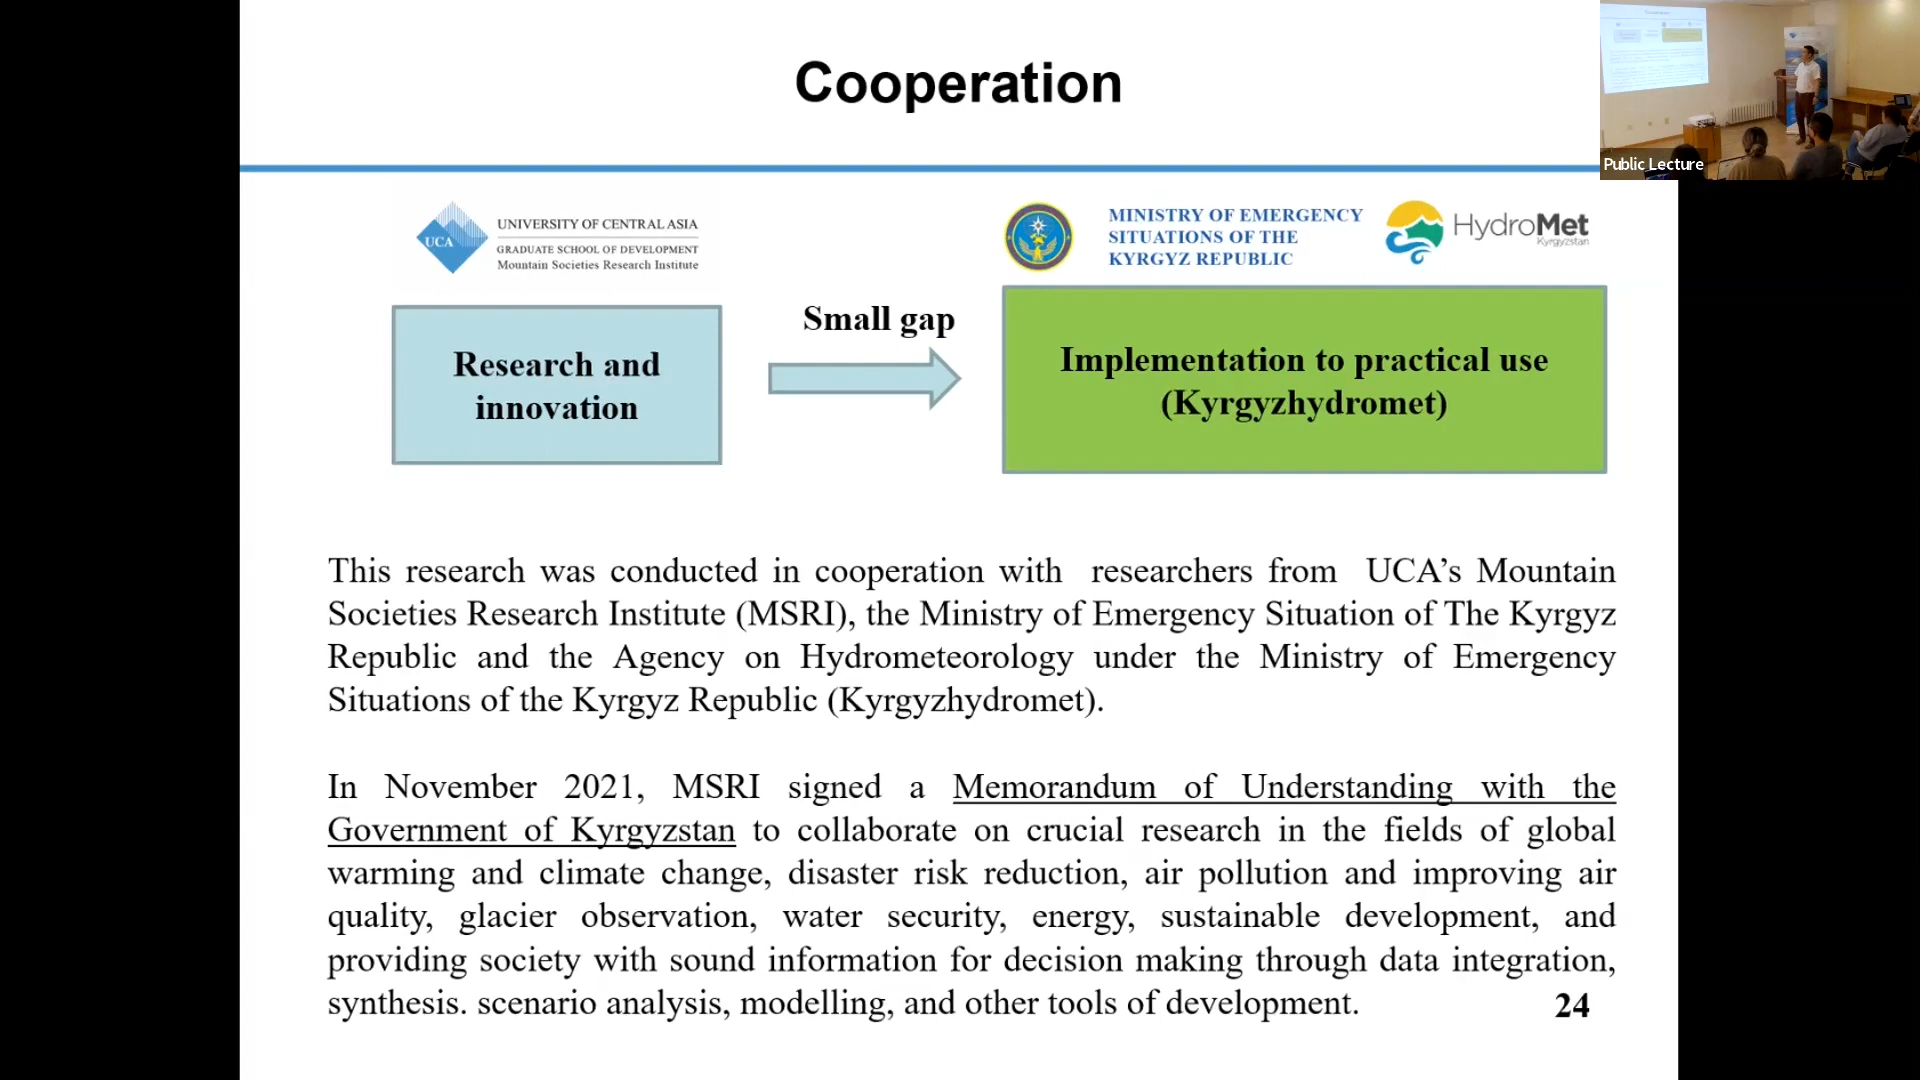 Cooperation
Public Lecture
UCA
UNIVERSITY OF CENTRAL ASIA
GRADUATE SCHOOL OF DEVELOPMENT
Mountain Societies Research Institute
MINISTRY OF EMERGENCY
SITUATIONS OF THE
KYRGYZ REPUBLIC
HydroMet
Kyrgyzstan
Research and
innovation
Small gap
Implementation to practical use
(Kyrgyzhydromet)
This research was conducted in cooperation with researchers from UCA’s Mountain
Societies Research Institute (MSRI), the Ministry of Emergency Situation of The Kyrgyz
Republic and the Agency on Hydrometeorology under the Ministry of Emergency
Situations of the Kyrgyz Republic (Kyrgyzhydromet).
In November 2021, MSRI signed a Memorandum of Understanding with the
Government of Kyrgyzstan to collaborate on crucial research in the fields of global
warming and climate change, disaster risk reduction, air pollution and improving air
quality, glacier observation, water security, energy, sustainable development, and
providing society with sound information for decision making through data integration,
synthesis. scenario analysis, modelling, and other tools of development.
24